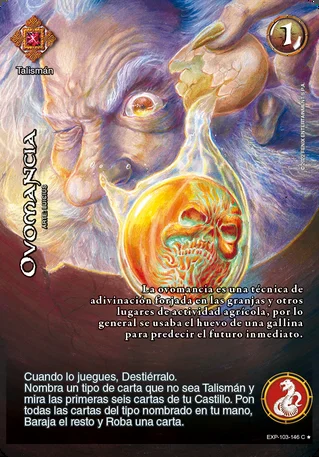 1
Talismán
Ovomancia
La ovomancia es una técnica de
adivinación forjada en las granjas y otros
lugares de actividad agrícola, por lo
general se usaba el huevo de una gallina
para predecir el futuro inmediato.
Cuando lo juegues, Destiérralo.
Nombra un tipo de carta que no sea Talismán y
mira las primeras seis cartas de tu Castillo. Pon
todas las cartas del tipo nombrado en tu mano,
Baraja el resto y Roba una carta.
EXP-103-146 C ★